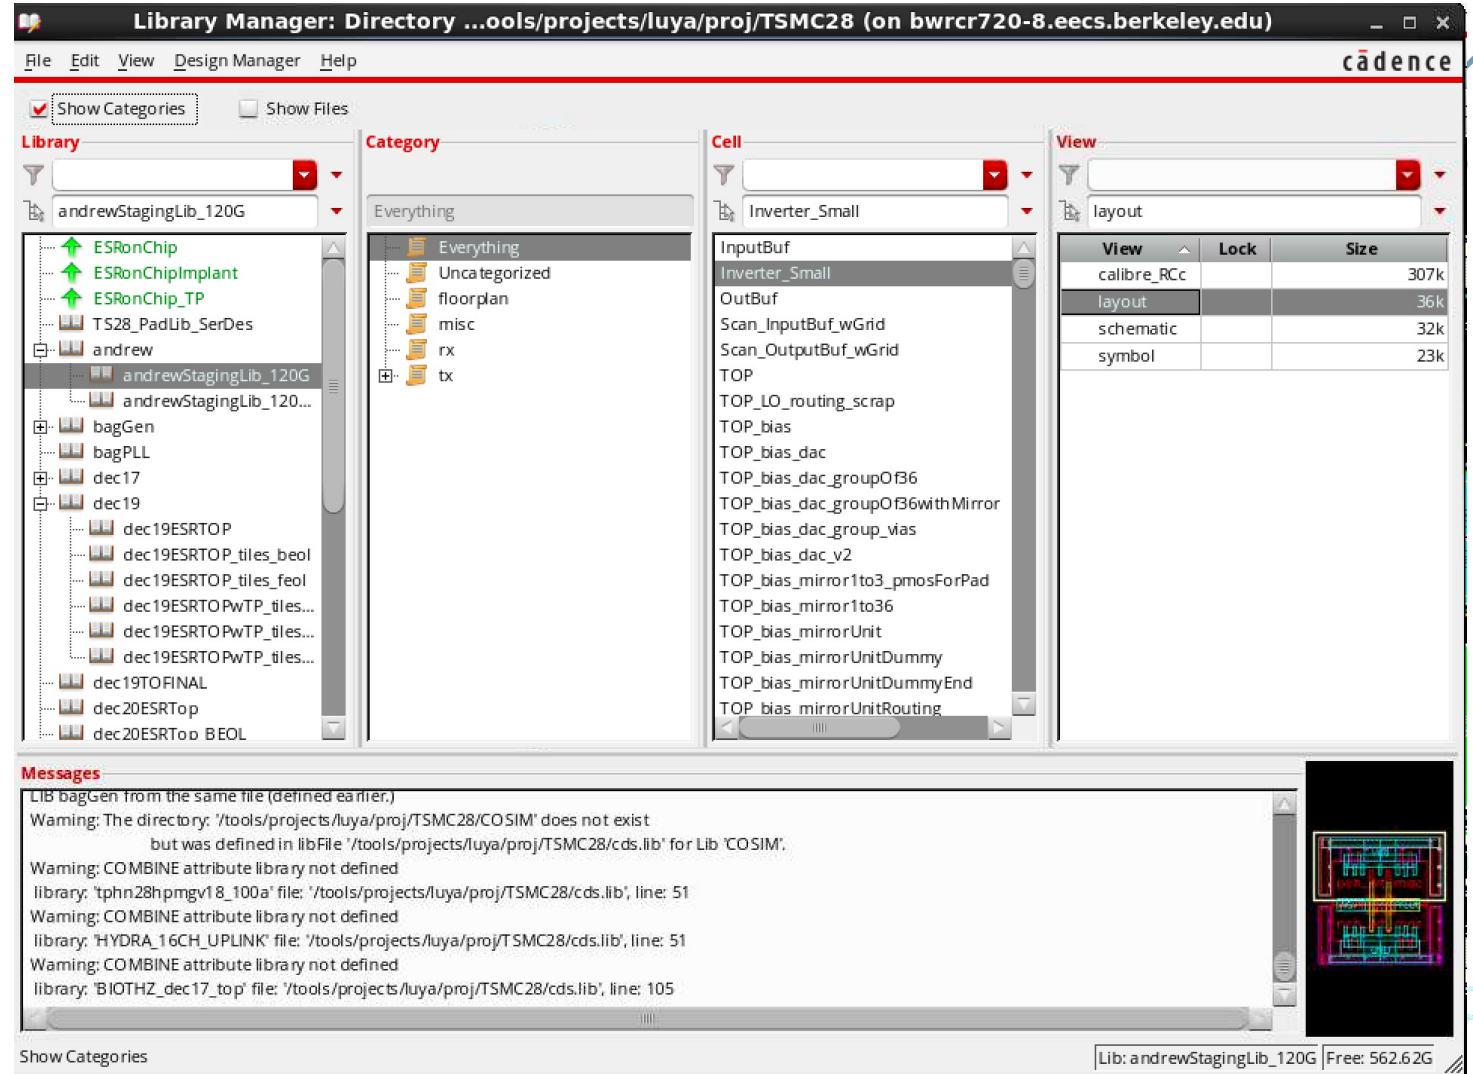 Library Manager: Directory ...ools/projects/luya/proj/TSMC28 (on bwrcr720-8.eecs.berkeley.edu)
File Edit View Design Manager Help
cādence
Show Categories Show Files
Library
andrewStagingLib_120G
ESRonChip
ESRonChipImplant
ESRonChip_TP
TS28_PadLib_SerDes
andrew
andrewStagingLib_120G
andrewStagingLib_120...
bagGen
bagPLL
dec17
dec19
dec19ESRTOP
dec19ESRTOP_tiles_beol
dec19ESRTOP_tiles_feol
dec19ESRTOPwTP_tiles...
dec19ESRTOPwTP_tiles...
dec19ESRTOPwTP_tiles...
dec19TOFINAL
dec20ESRTop
dec20ESRTop BEOL
Category
Everything
Everything
Uncategorized
floorplan
misc
rx
tx
Cell
Inverter_Small
InputBuf
Inverter_Small
OutBuf
Scan_InputBuf_wGrid
Scan_OutputBuf_wGrid
TOP
TOP_LO_routing_scrap
TOP_bias
TOP_bias_dac
TOP_bias_dac_groupOf36
TOP_bias_dac_groupOf36withMirror
TOP_bias_dac_group_vias
TOP_bias_dac_v2
TOP_bias_mirror1to3_pmosForPad
TOP_bias_mirror1to36
TOP_bias_mirrorUnit
TOP_bias_mirrorUnitDummy
TOP_bias_mirrorUnitDummyEnd
TOP_bias_mirrorUnitRouting
View
layout
View Lock Size
calibre_RCc 307k
layout 36k
schematic 32k
symbol 23k
Messages
LIB bagGen from the same file (defined earlier.)
Warning: The directory: '/tools/projects/luya/proj/TSMC28/COSIM' does not exist
but was defined in libFile '/tools/projects/luya/proj/TSMC28/cds.lib' for Lib 'COSIM'.
Warning: COMBINE attribute library not defined
library: 'tphn28hpmgv18_100a' file: '/tools/projects/luya/proj/TSMC28/cds.lib', line: 51
Warning: COMBINE attribute library not defined
library: 'HYDRA_16CH_UPLINK' file: '/tools/projects/luya/proj/TSMC28/cds.lib', line: 51
Warning: COMBINE attribute library not defined
library: 'BIOTHZ_dec17_top' file: '/tools/projects/luya/proj/TSMC28/cds.lib', line: 105
Show Categories
Lib: andrewStagingLib_120G Free: 562.62G